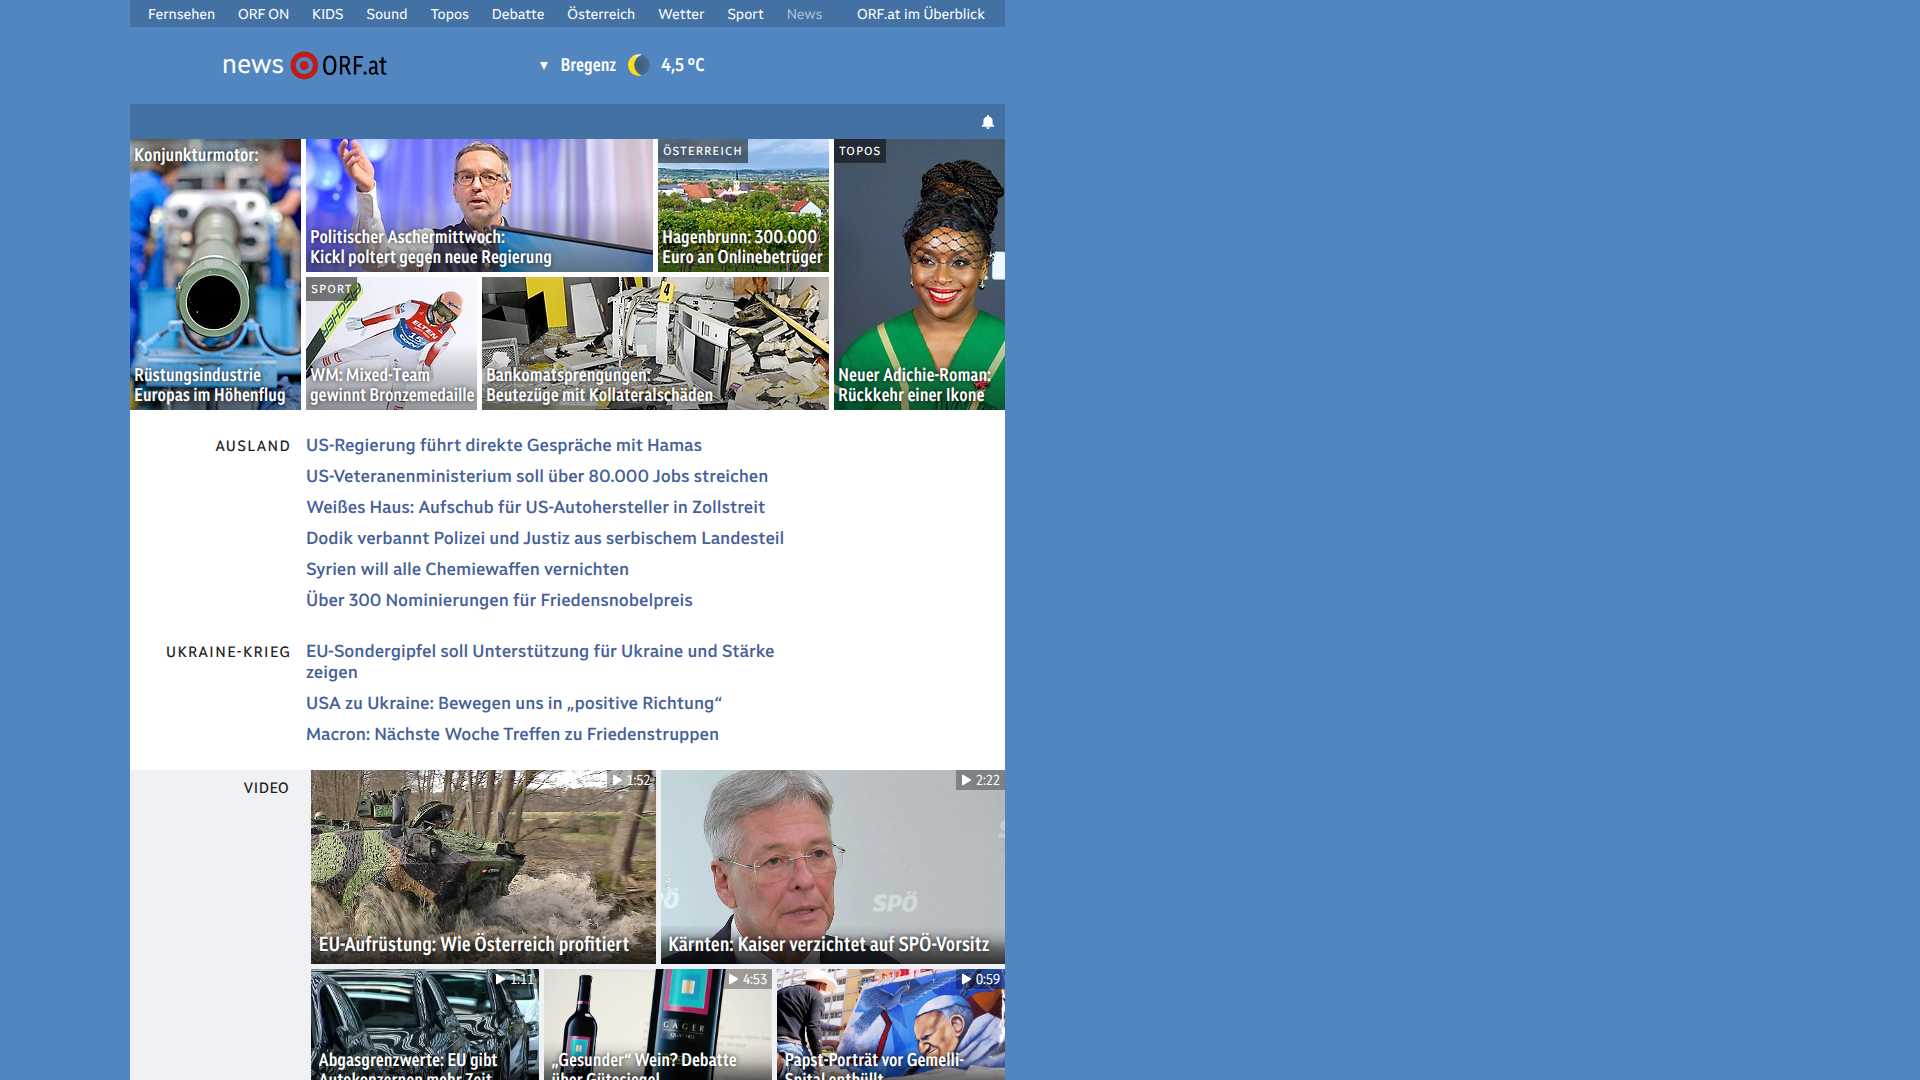 Fernsehen ORF ON KIDS Sound Topos Debatte Österreich Wetter Sport News ORF.at im Überblick
news ORF.at
Bregenz 4,5 °C
Konjunkturmotor:
Rüstungsindustrie
Europas im Höhenflug
Politischer Aschermittwoch:
Kickl poltert gegen neue Regierung
ÖSTERREICH
Hagenbrunn: 300.000
Euro an Onlinebetrüger
TOPOS
Neuer Adichie-Roman:
Rückkehr einer Ikone
SPORT
WM: Mixed-Team
gewinnt Bronzemedaille
4
Bankomatsprengungen:
Beutezüge mit Kollateralschäden
AUSLAND
US-Regierung führt direkte Gespräche mit Hamas
US-Veteranenministerium soll über 80.000 Jobs streichen
Weißes Haus: Aufschub für US-Autohersteller in Zollstreit
Dodik verbannt Polizei und Justiz aus serbischem Landesteil
Syrien will alle Chemiewaffen vernichten
Über 300 Nominierungen für Friedensnobelpreis
UKRAINE-KRIEG
EU-Sondergipfel soll Unterstützung für Ukraine und Stärke
zeigen
USA zu Ukraine: Bewegen uns in „positive Richtung“
Macron: Nächste Woche Treffen zu Friedenstruppen
VIDEO
1:52
EU-Aufrüstung: Wie Österreich profitiert
2:22
SPÖ
Kärnten: Kaiser verzichtet auf SPÖ-Vorsitz
1:11
Abgasgrenzwerte: EU gibt
Autokonzernen mehr Zeit
4:53
GAGER
„Gesunder“ Wein? Debatte
über Gütesiegel
0:59
Papst-Porträt vor Gemelli-
Spital enthüllt